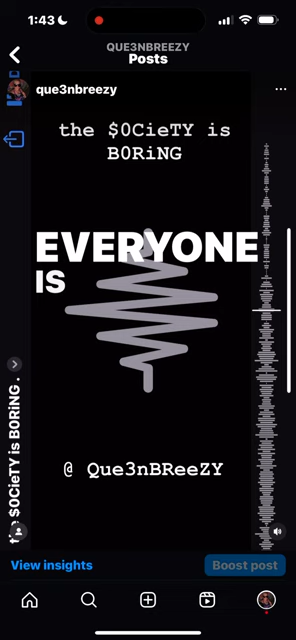 1:43
QUE3NBREEZY
Posts
que3nbreezy
the $0CieTY is
B0RiNG
EVERYONE
IS
$0CieTY is B0RiNG .
@ Que3nBReeZY
View insights
Boost post